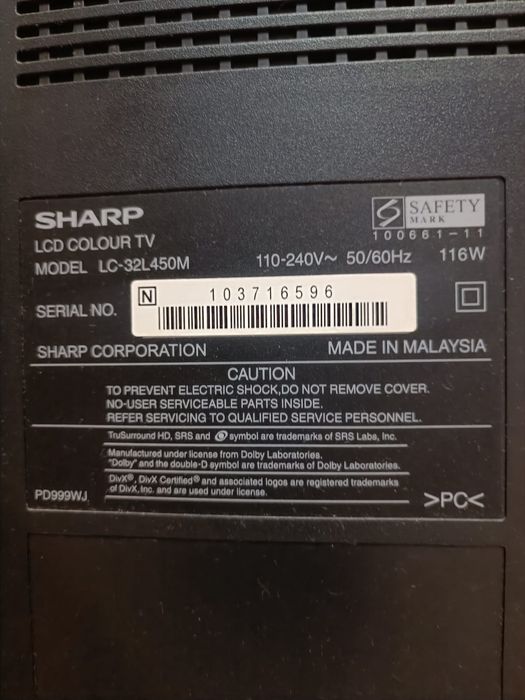 SHARP
SAFETY
MARK
LCD COLOUR TV
100661-11
MODEL LC-32L450M 110-240V~ 50/60Hz 116W
SERIAL NO. N 103716596
SHARP CORPORATION MADE IN MALAYSIA
CAUTION
TO PREVENT ELECTRIC SHOCK,DO NOT REMOVE COVER.
NO-USER SERVICEABLE PARTS INSIDE.
REFER SERVICING TO QUALIFIED SERVICE PERSONNEL.
TruSurround HD, SRS and symbol are trademarks of SRS Labs, Inc.
Manufactured under license from Dolby Laboratories.
"Dolby" and the double-D symbol are trademarks of Dolby Laboratories.
DivX®, DivX Certified® and associated logos are registered trademarks
of DivX, Inc. and are used under license.
PD999WJ >PC<